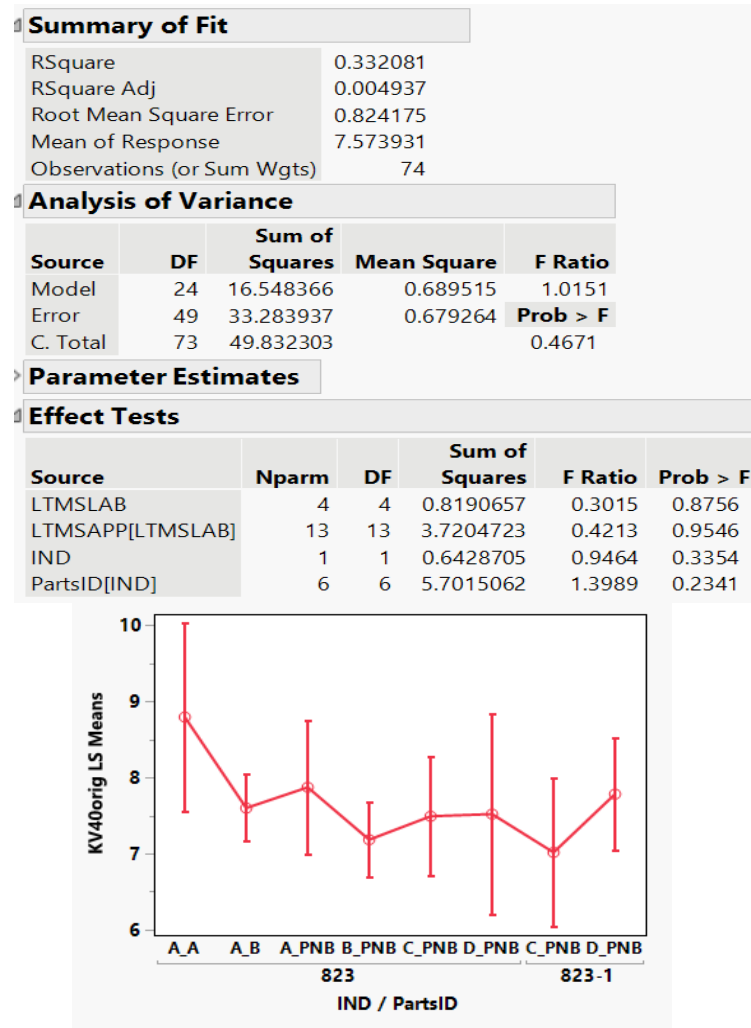 Summary of Fit
RSquare 0.332081
RSquare Adj 0.004937
Root Mean Square Error 0.824175
Mean of Response 7.573931
Observations (or Sum Wgts) 74
Analysis of Variance
Source DF Sum of Squares Mean Square F Ratio
Model 24 16.548366 0.689515 1.0151
Error 49 33.283937 0.679264 Prob > F
C. Total 73 49.832303 0.4671
Parameter Estimates
Effect Tests
Source Nparm DF Sum of Squares F Ratio Prob > F
LTMSLAB 4 4 0.8190657 0.3015 0.8756
LTMSAPP[LTMSLAB] 13 13 3.7204723 0.4213 0.9546
IND 1 1 0.6428705 0.9464 0.3354
PartsID[IND] 6 6 5.7015062 1.3989 0.2341
KV40orig LS Means
10
9
8
7
6
A_A A_B A_PNB B_PNB C_PNB D_PNB C_PNB D_PNB
823 823-1
IND / PartsID